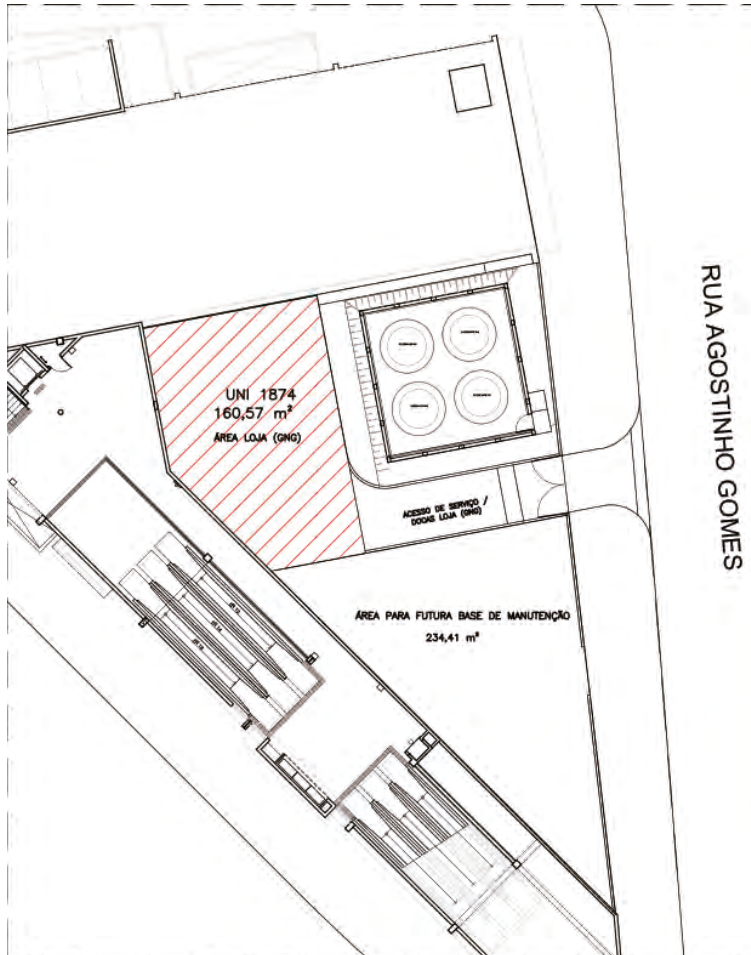 RUA AGOSTINHO GOMES
UNI 1874
160,57 m²
ÁREA LOJA (GNG)
ACESSO DE SERVIÇO /
DOCAS LOJA (GNG)
ÁREA PARA FUTURA BASE DE MANUTENÇÃO
234,41 m²